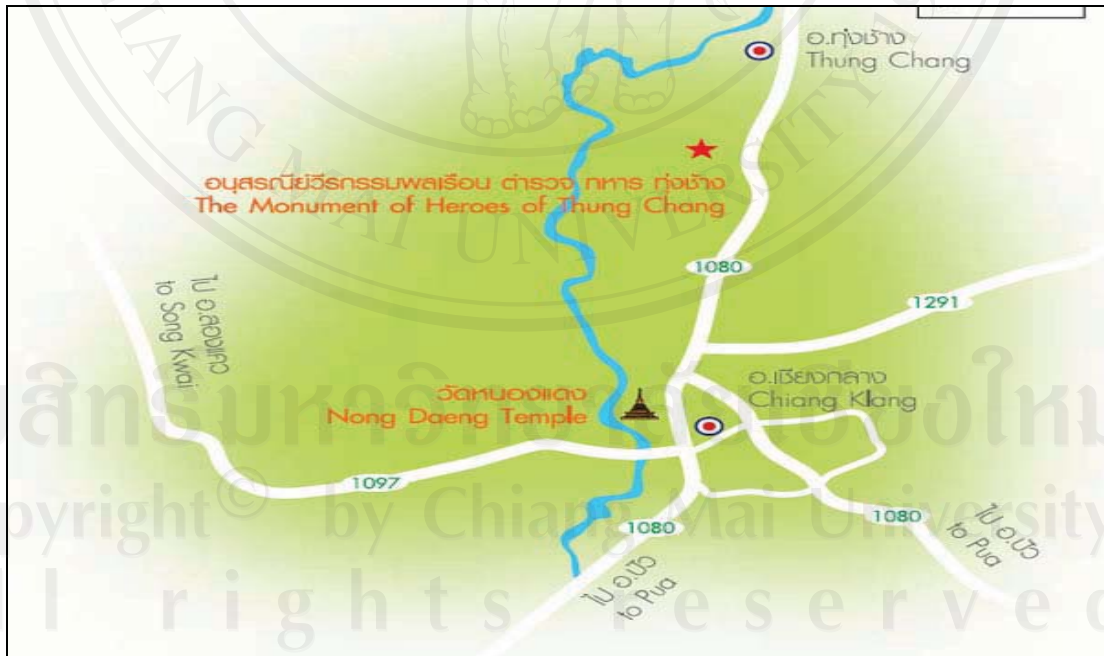 อ.ทุ่งช้าง
Thung Chang
อนุสรณีย์วีรกรรมพลเรือน ตำรวจ ทหาร ทุ่งช้าง
The Monument of Heroes of Thung Chang
CHIANG MAI UNIVERSITY
1080
1291
ไป อ.สองแคว
to Song Kwai
อ.เชียงกลาง
Chiang Klang
วัดหนองแดง
Nong Daeng Temple
1097
1080
1080
ไป อ.ปัว
to Pua
ไป อ.ปัว
to Pua
by Chiang Mai University
rights reserved